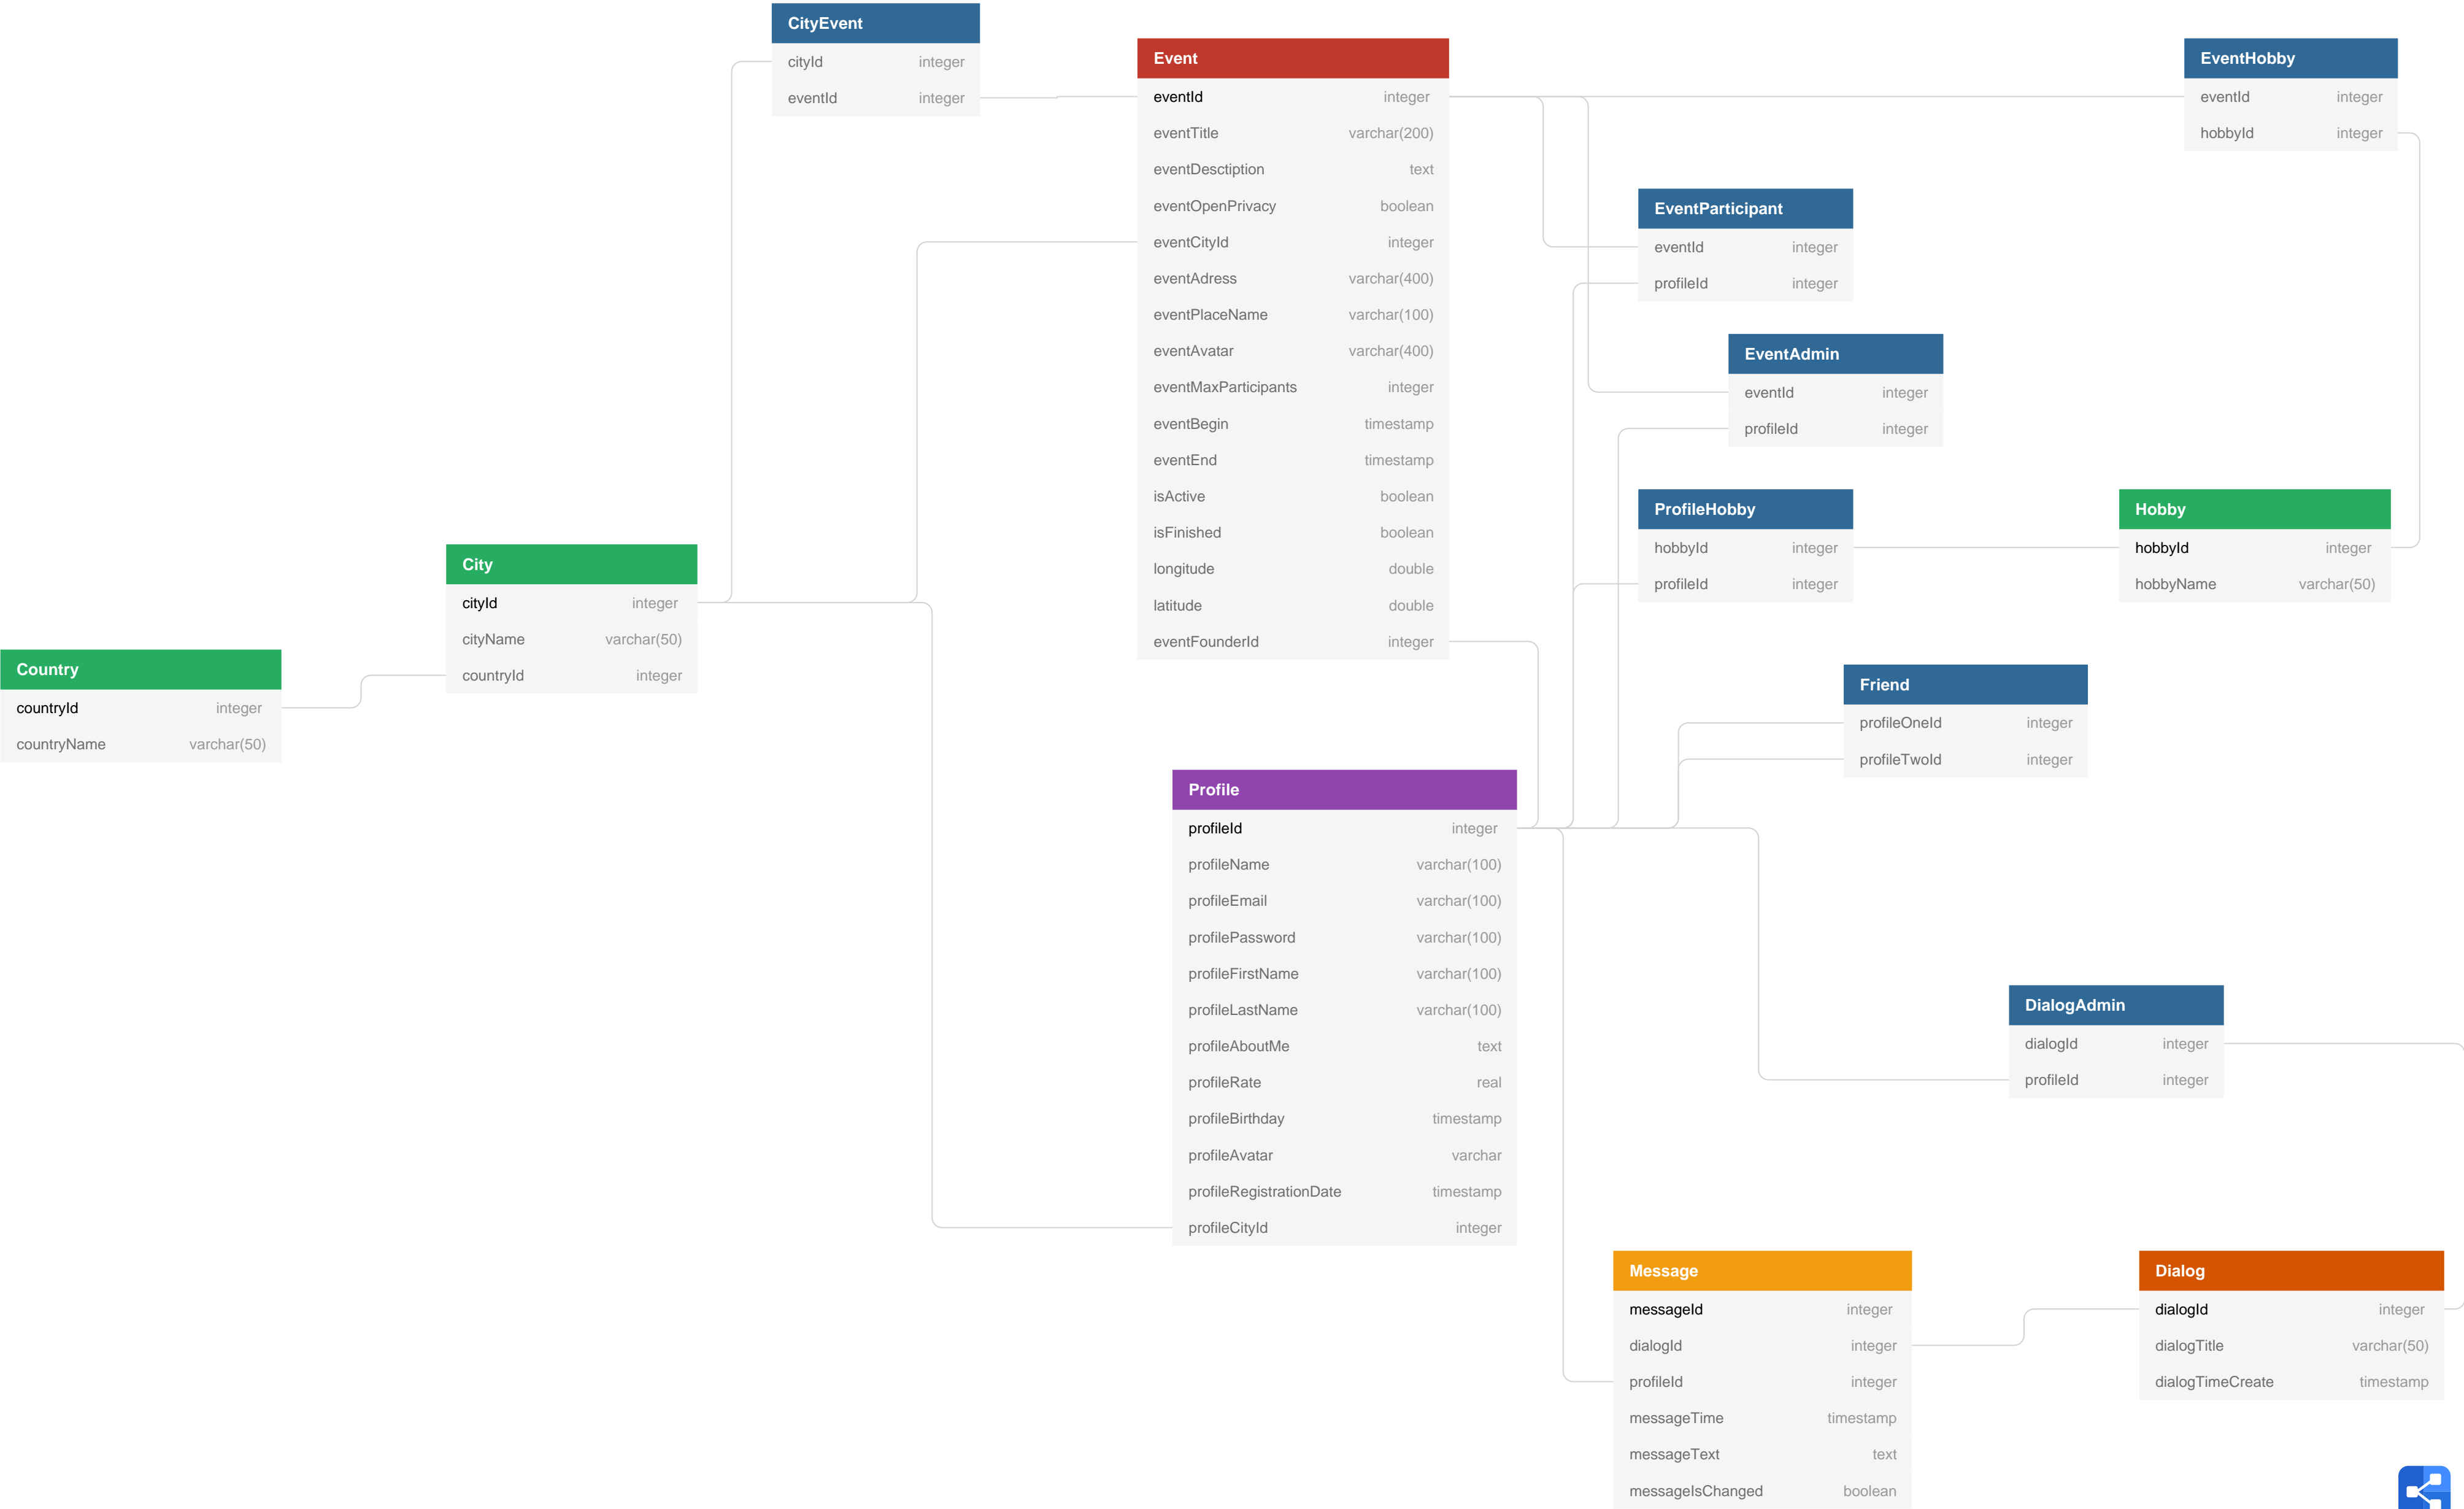 CityEvent
cityId integer
eventId integer
Event
eventId integer
eventTitle varchar(200)
eventDesctiption text
eventOpenPrivacy boolean
eventCityId integer
eventAdress varchar(400)
eventPlaceName varchar(100)
eventAvatar varchar(400)
eventMaxParticipants integer
eventBegin timestamp
eventEnd timestamp
isActive boolean
isFinished boolean
longitude double
latitude double
eventFounderId integer
EventHobby
eventId integer
hobbyId integer
EventParticipant
eventId integer
profileId integer
EventAdmin
eventId integer
profileId integer
ProfileHobby
hobbyId integer
profileId integer
Hobby
hobbyId integer
hobbyName varchar(50)
City
cityId integer
cityName varchar(50)
countryId integer
Country
countryId integer
countryName varchar(50)
Friend
profileOneId integer
profileTwoId integer
Profile
profileId integer
profileName varchar(100)
profileEmail varchar(100)
profilePassword varchar(100)
profileFirstName varchar(100)
profileLastName varchar(100)
profileAboutMe text
profileRate real
profileBirthday timestamp
profileAvatar varchar
profileRegistrationDate timestamp
profileCityId integer
DialogAdmin
dialogId integer
profileId integer
Message
messageId integer
dialogId integer
profileId integer
messageTime timestamp
messageText text
messageIsChanged boolean
Dialog
dialogId integer
dialogTitle varchar(50)
dialogTimeCreate timestamp